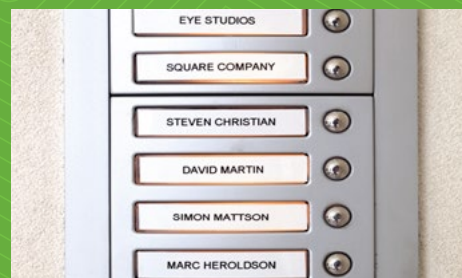 EYE STUDIOS
SQUARE COMPANY
STEVEN CHRISTIAN
DAVID MARTIN
SIMON MATTSON
MARC HEROLDSON